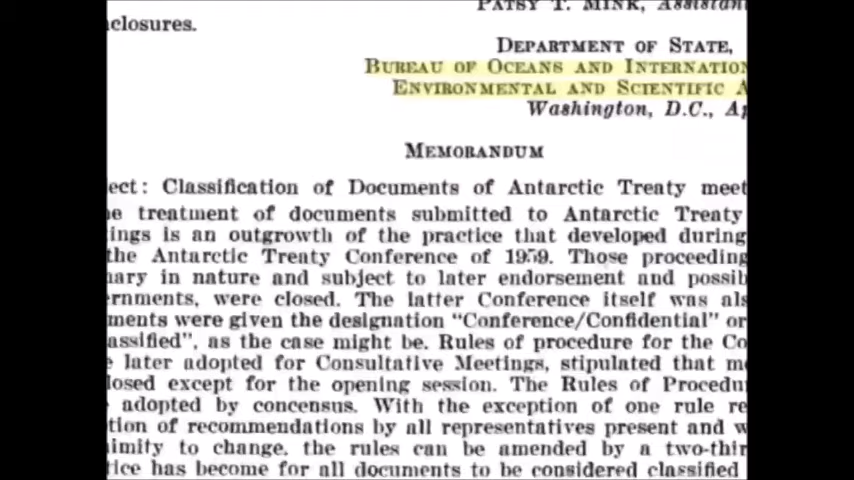 PATSY T. MINK, Assistan
closures.
DEPARTMENT OF STATE,
BUREAU OF OCEANS AND INTERNATION
ENVIRONMENTAL AND SCIENTIFIC A
Washington, D.C., Ap
MEMORANDUM
ect: Classification of Documents of Antarctic Treaty meet
e treatment of documents submitted to Antarctic Treaty
ings is an outgrowth of the practice that developed during
the Antarctic Treaty Conference of 1959. Those proceeding
nary in nature and subject to later endorsement and possib
ernments, were closed. The latter Conference itself was als
ments were given the designation "Conference/Confidential" or
assified", as the case might be. Rules of procedure for the Co
e later adopted for Consultative Meetings, stipulated that me
losed except for the opening session. The Rules of Procedu
adopted by concensus. With the exception of one rule re
tion of recommendations by all representatives present and w
imity to change, the rules can be amended by a two-thir
tice has become for all documents to be considered classified